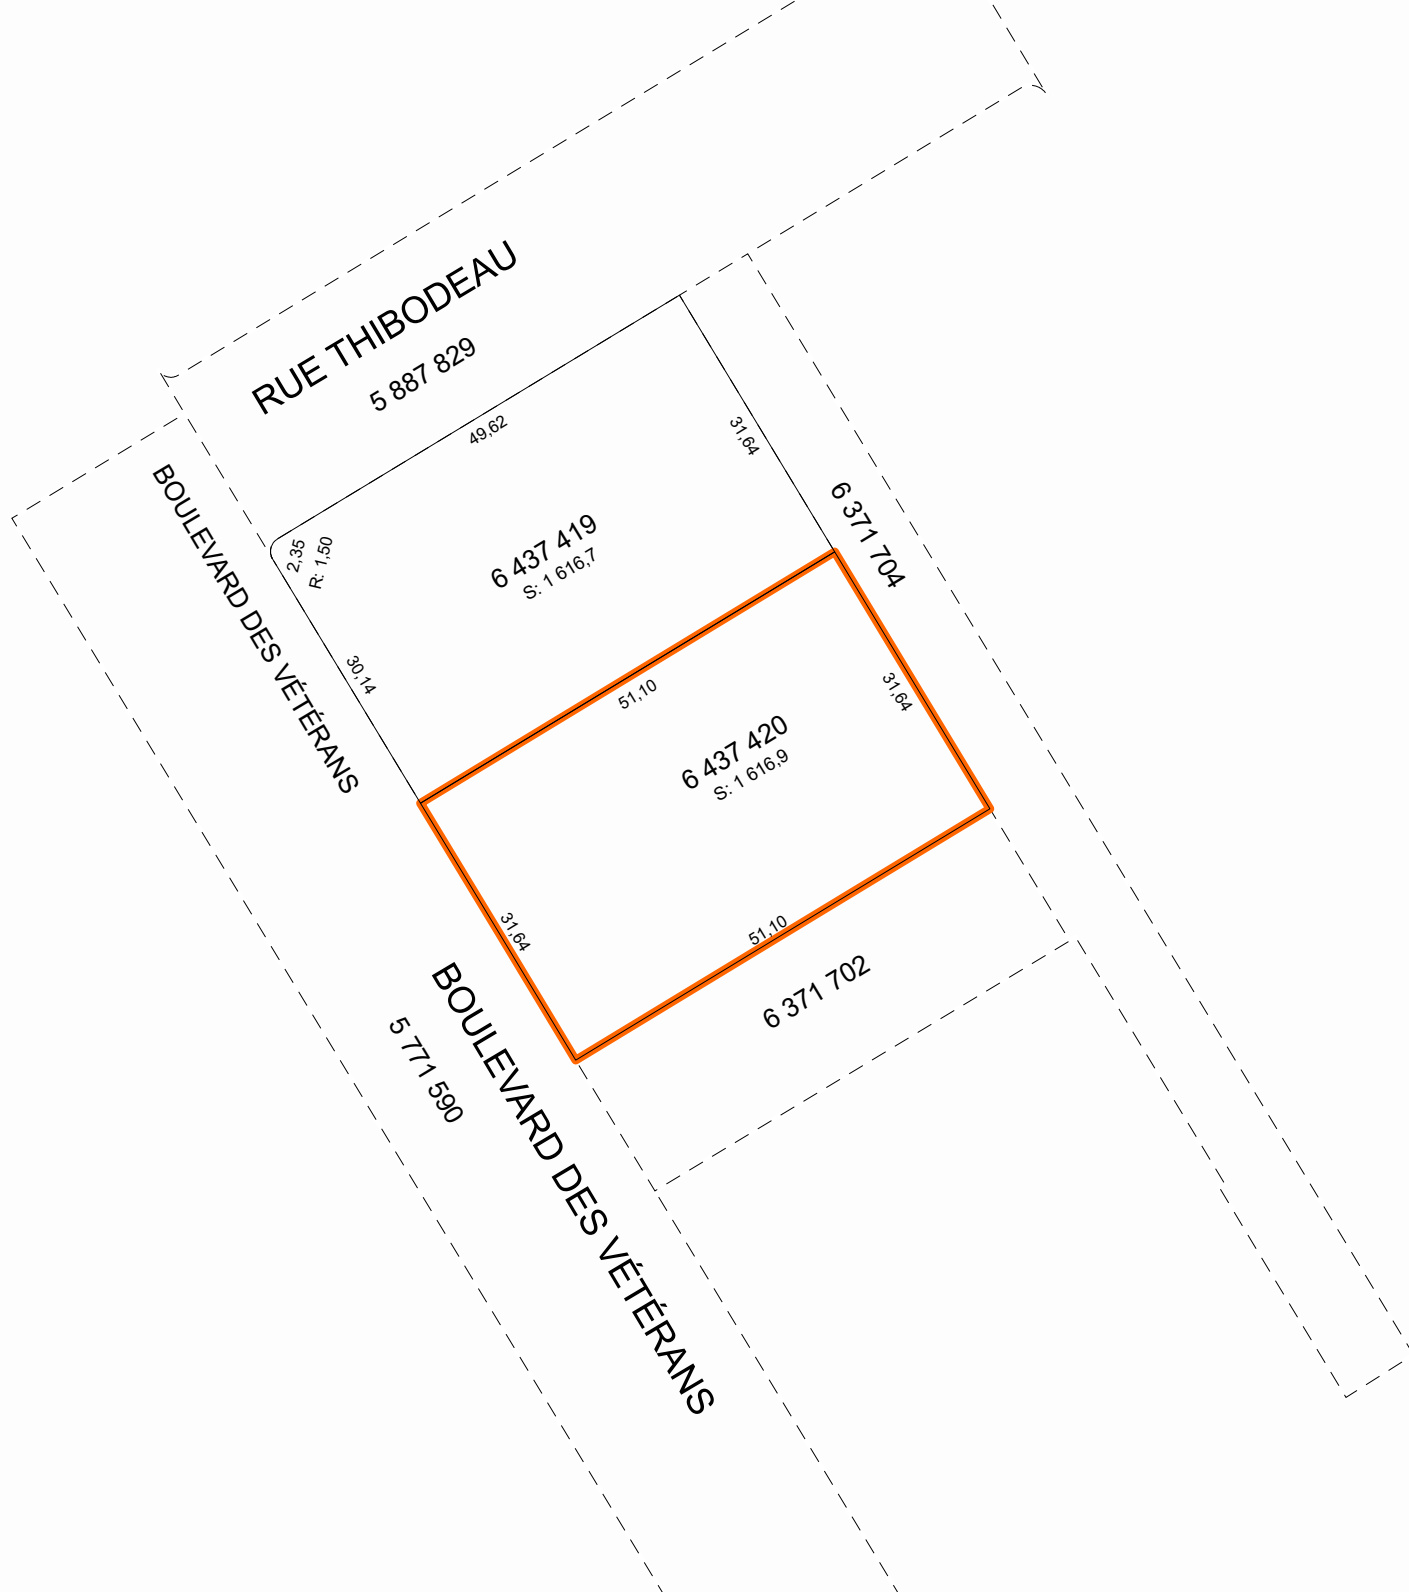 RUE THIBODEAU
5 887 829
49,62
31,64
BOULEVARD DES VÉTÉRANS
2,35
R: 1,50
6 437 419
S: 1 616,7
6 371 704
30,14
51,10
31,64
6 437 420
S: 1 616,9
31,64
51,10
6 371 702
BOULEVARD DES VÉTÉRANS
5 771 590